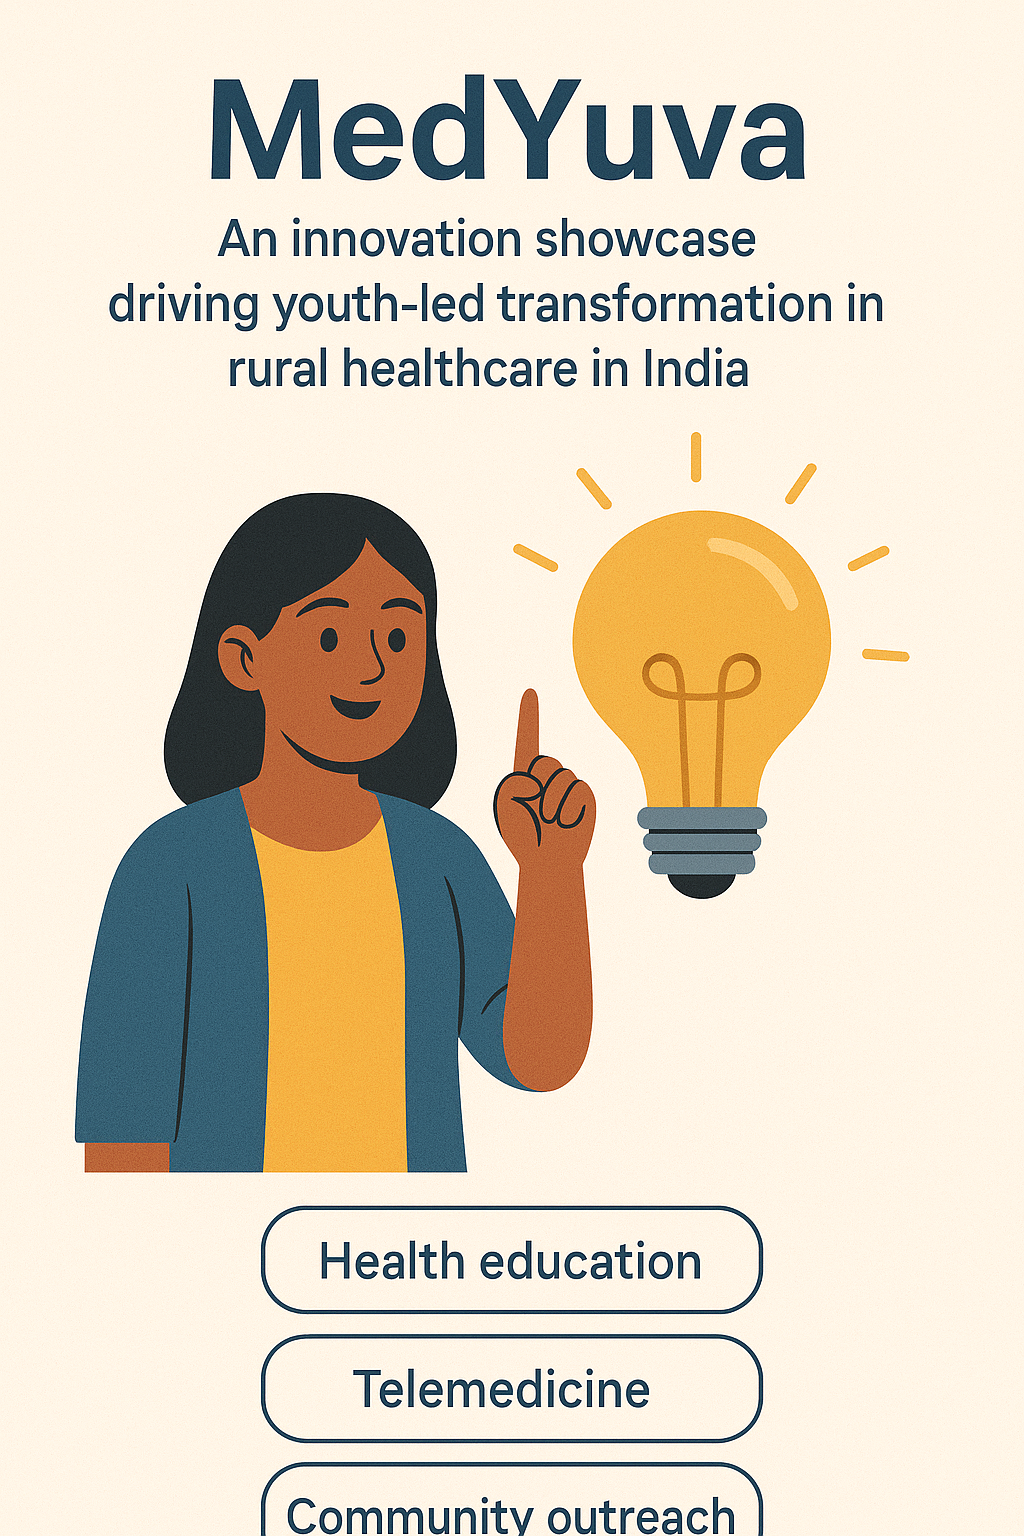 MedYuva
An innovation showcase
driving youth-led transformation in
rural healthcare in India
Health education
Telemedicine
Community outreach